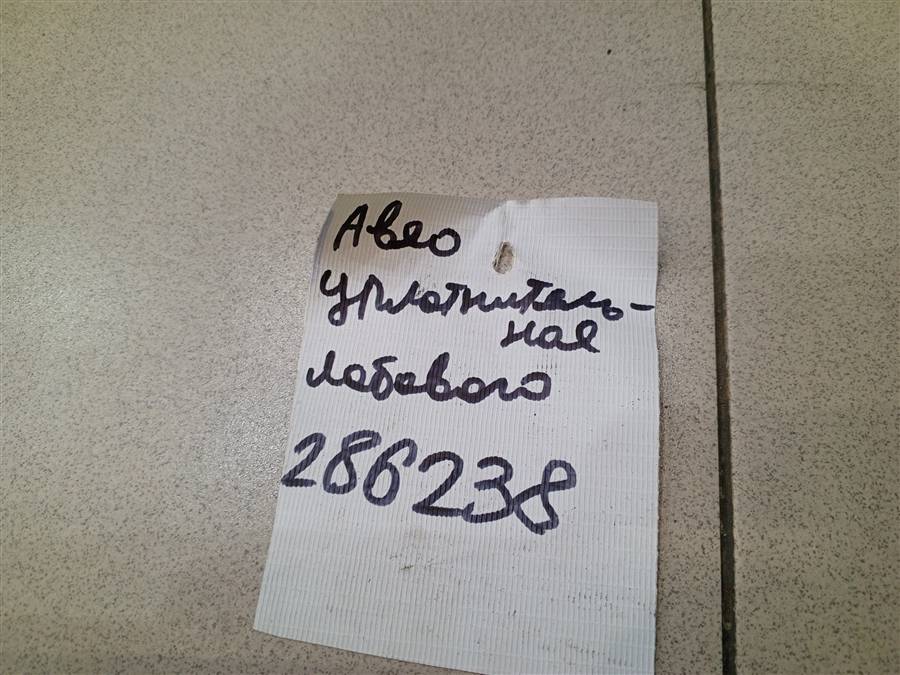 Авео
Уплотнитель-
ная
лобового
286238